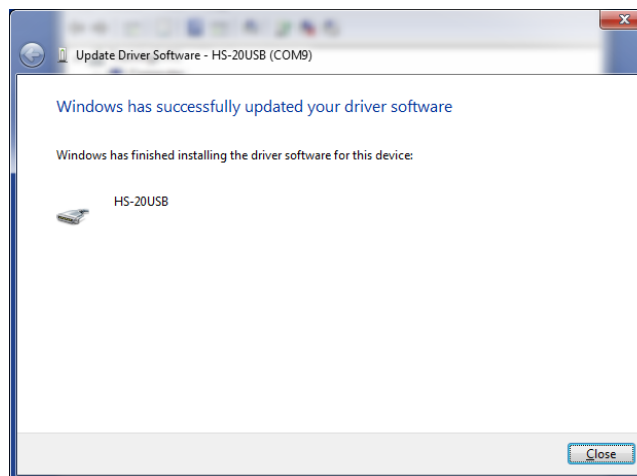 Update Driver Software - HS-20USB (COM9)
Windows has successfully updated your driver software
Windows has finished installing the driver software for this device:
HS-20USB
Close